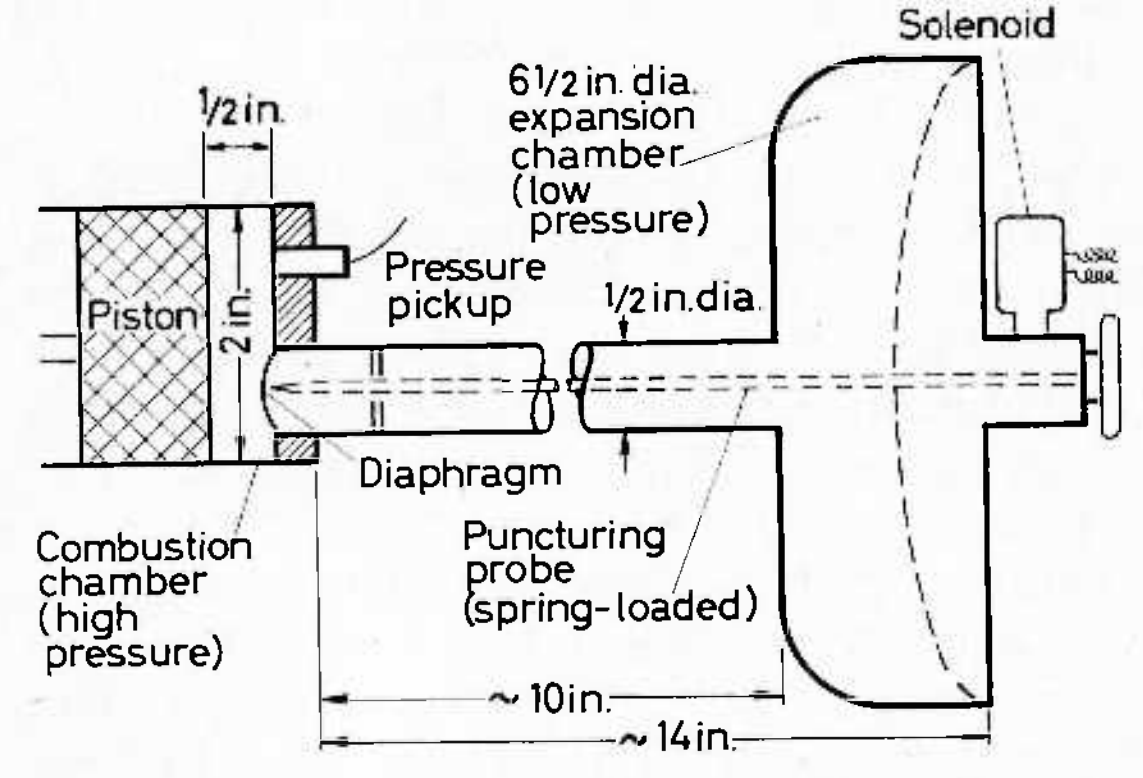 Solenoid
6 1/2 in. dia.
expansion
chamber
(low
pressure)
1/2 in.
Pressure
pickup
1/2 in.dia.
Piston
2 in.
Diaphragm
Combustion
chamber
(high
pressure)
Puncturing
probe
(spring-loaded)
~ 10 in.
~ 14 in.